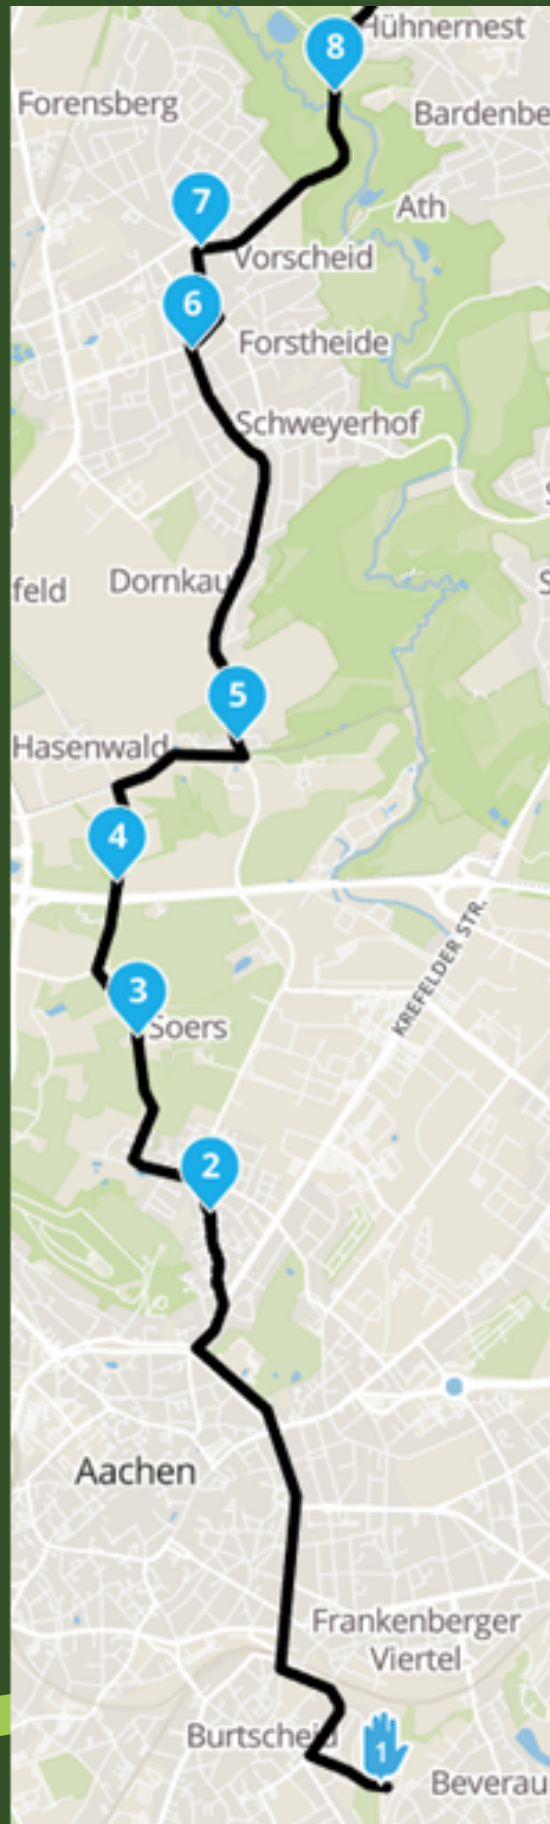 Hühnernest
8
Forensberg
Bardenbe
7
Ath
Vorscheid
6
Forstheide
Schweyerhof
feld
Dornkau
5
Hasenwald
4
KREFELDER STR.
3
Soers
2
Aachen
Frankenberger
Viertel
Burtscheid
1
Beverau